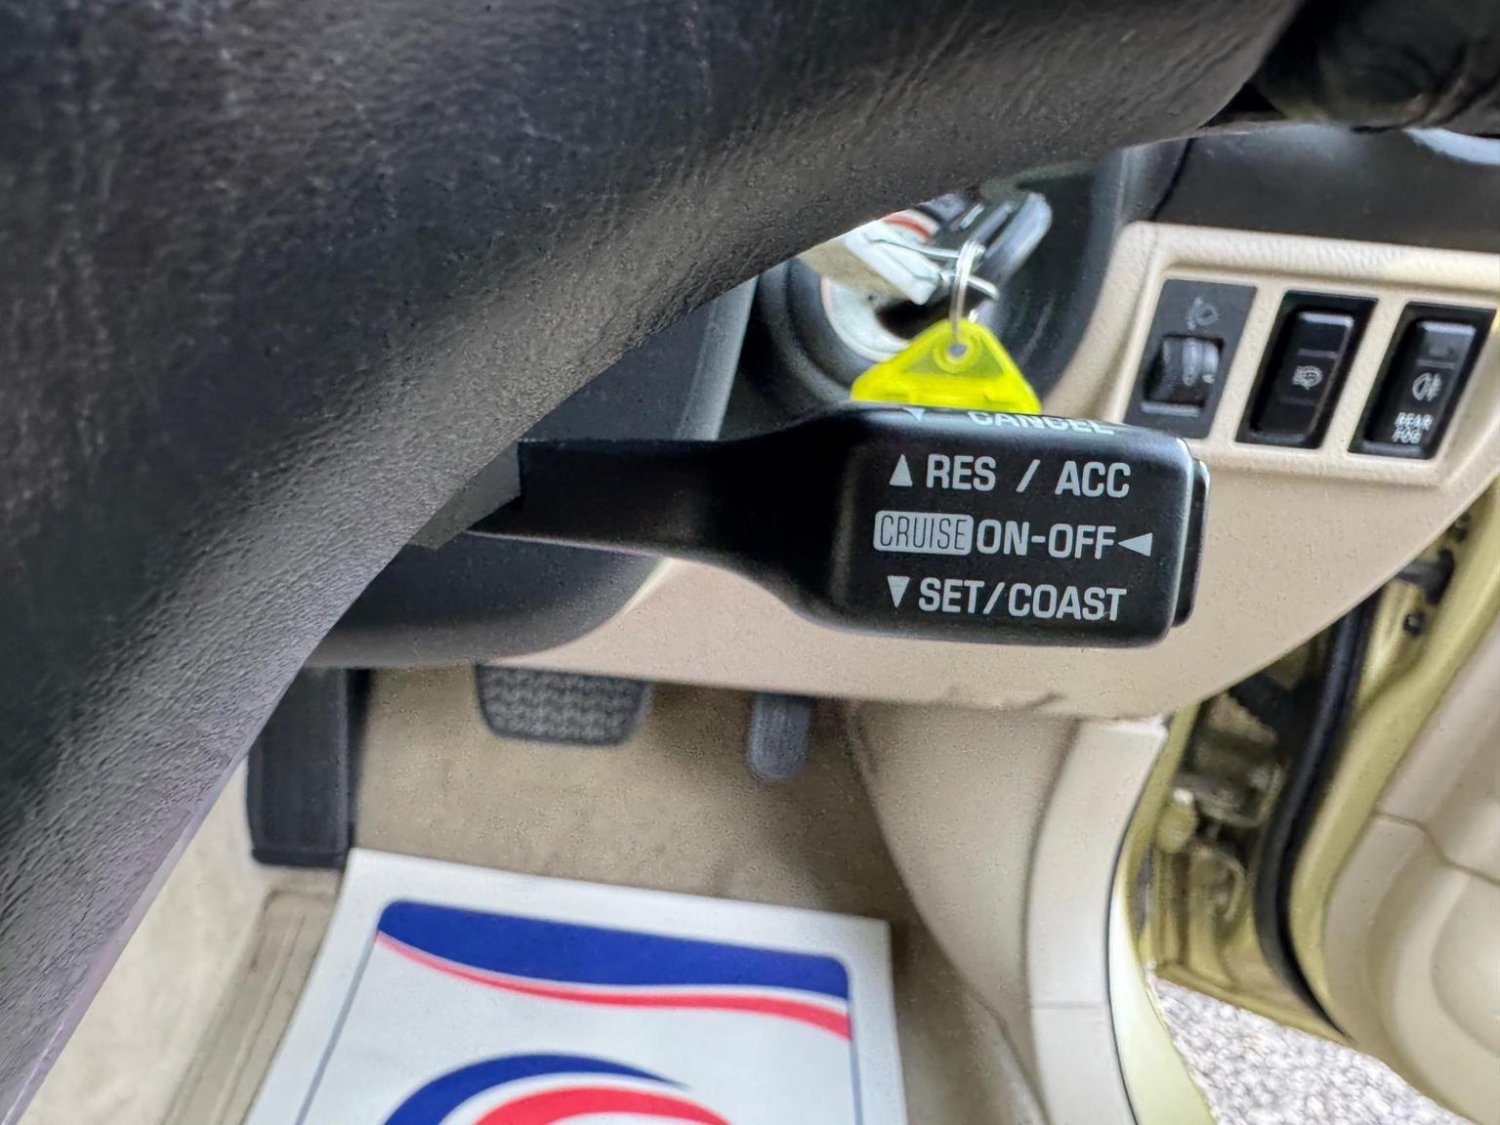 ▼ CANCEL
▲ RES / ACC
CRUISE ON-OFF ◀
▼ SET/COAST
REAR
FOG